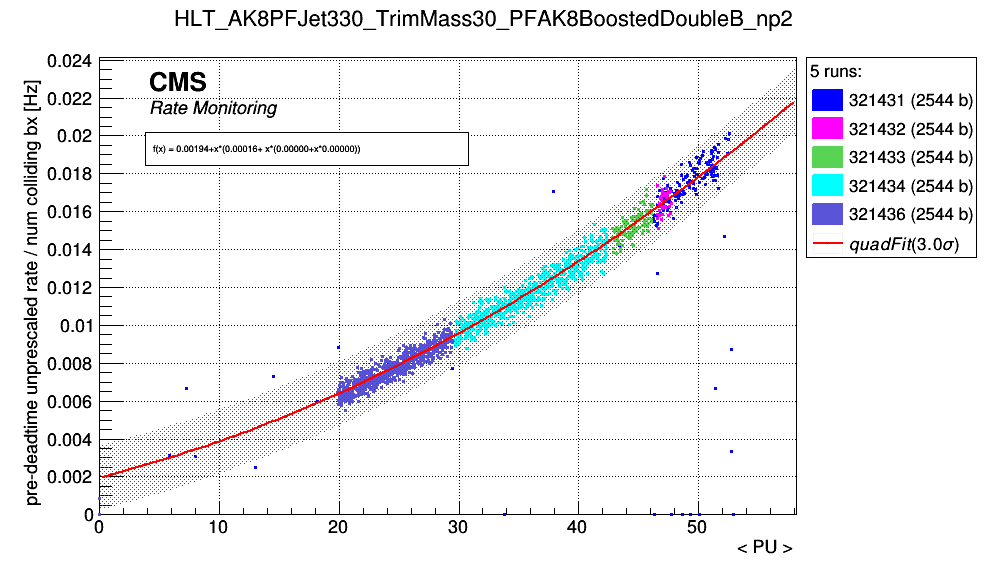 HLT_AK8PFJet330_TrimMass30_PFAK8BoostedDoubleB_np2
pre-deadtime unprescaled rate / num colliding bx [Hz]
0.024
0.022
0.02
0.018
0.016
0.014
0.012
0.01
0.008
0.006
0.004
0.002
0
CMS
Rate Monitoring
f(x) = 0.00194+x*(0.00016+ x*(0.00000+x*0.00000))
0 10 20 30 40 50
< PU >
5 runs:
321431 (2544 b)
321432 (2544 b)
321433 (2544 b)
321434 (2544 b)
321436 (2544 b)
quadFit(3.0σ)